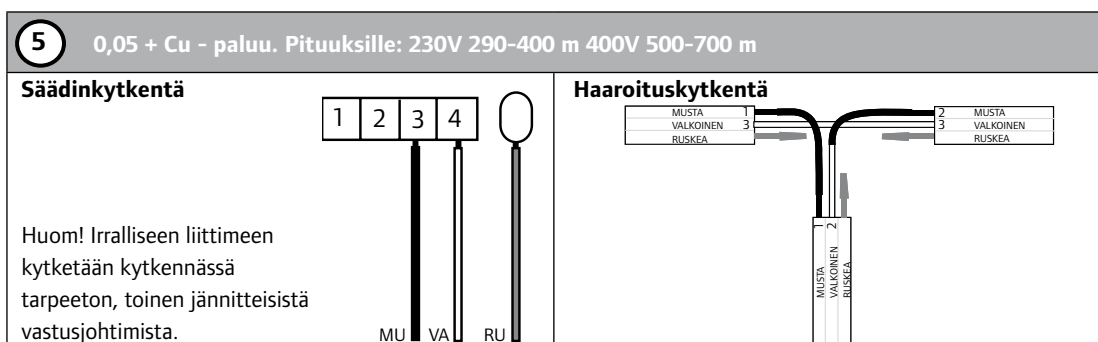 5 0,05 + Cu - paluu. Pituuksille: 230V 290-400 m 400V 500-700 m
Säädinkytkentä
1 2 3 4
Huom! Irralliseen liittimeen
kytketään kytkennässä
tarpeeton, toinen jännitteisistä
vastusjohtimista.
MU VA RU
Haaroituskytkentä
MUSTA 1
VALKOINEN 3
RUSKEA
2 MUSTA
3 VALKOINEN
RUSKEA
1 MUSTA
2 VALKOINEN
RUSKEA